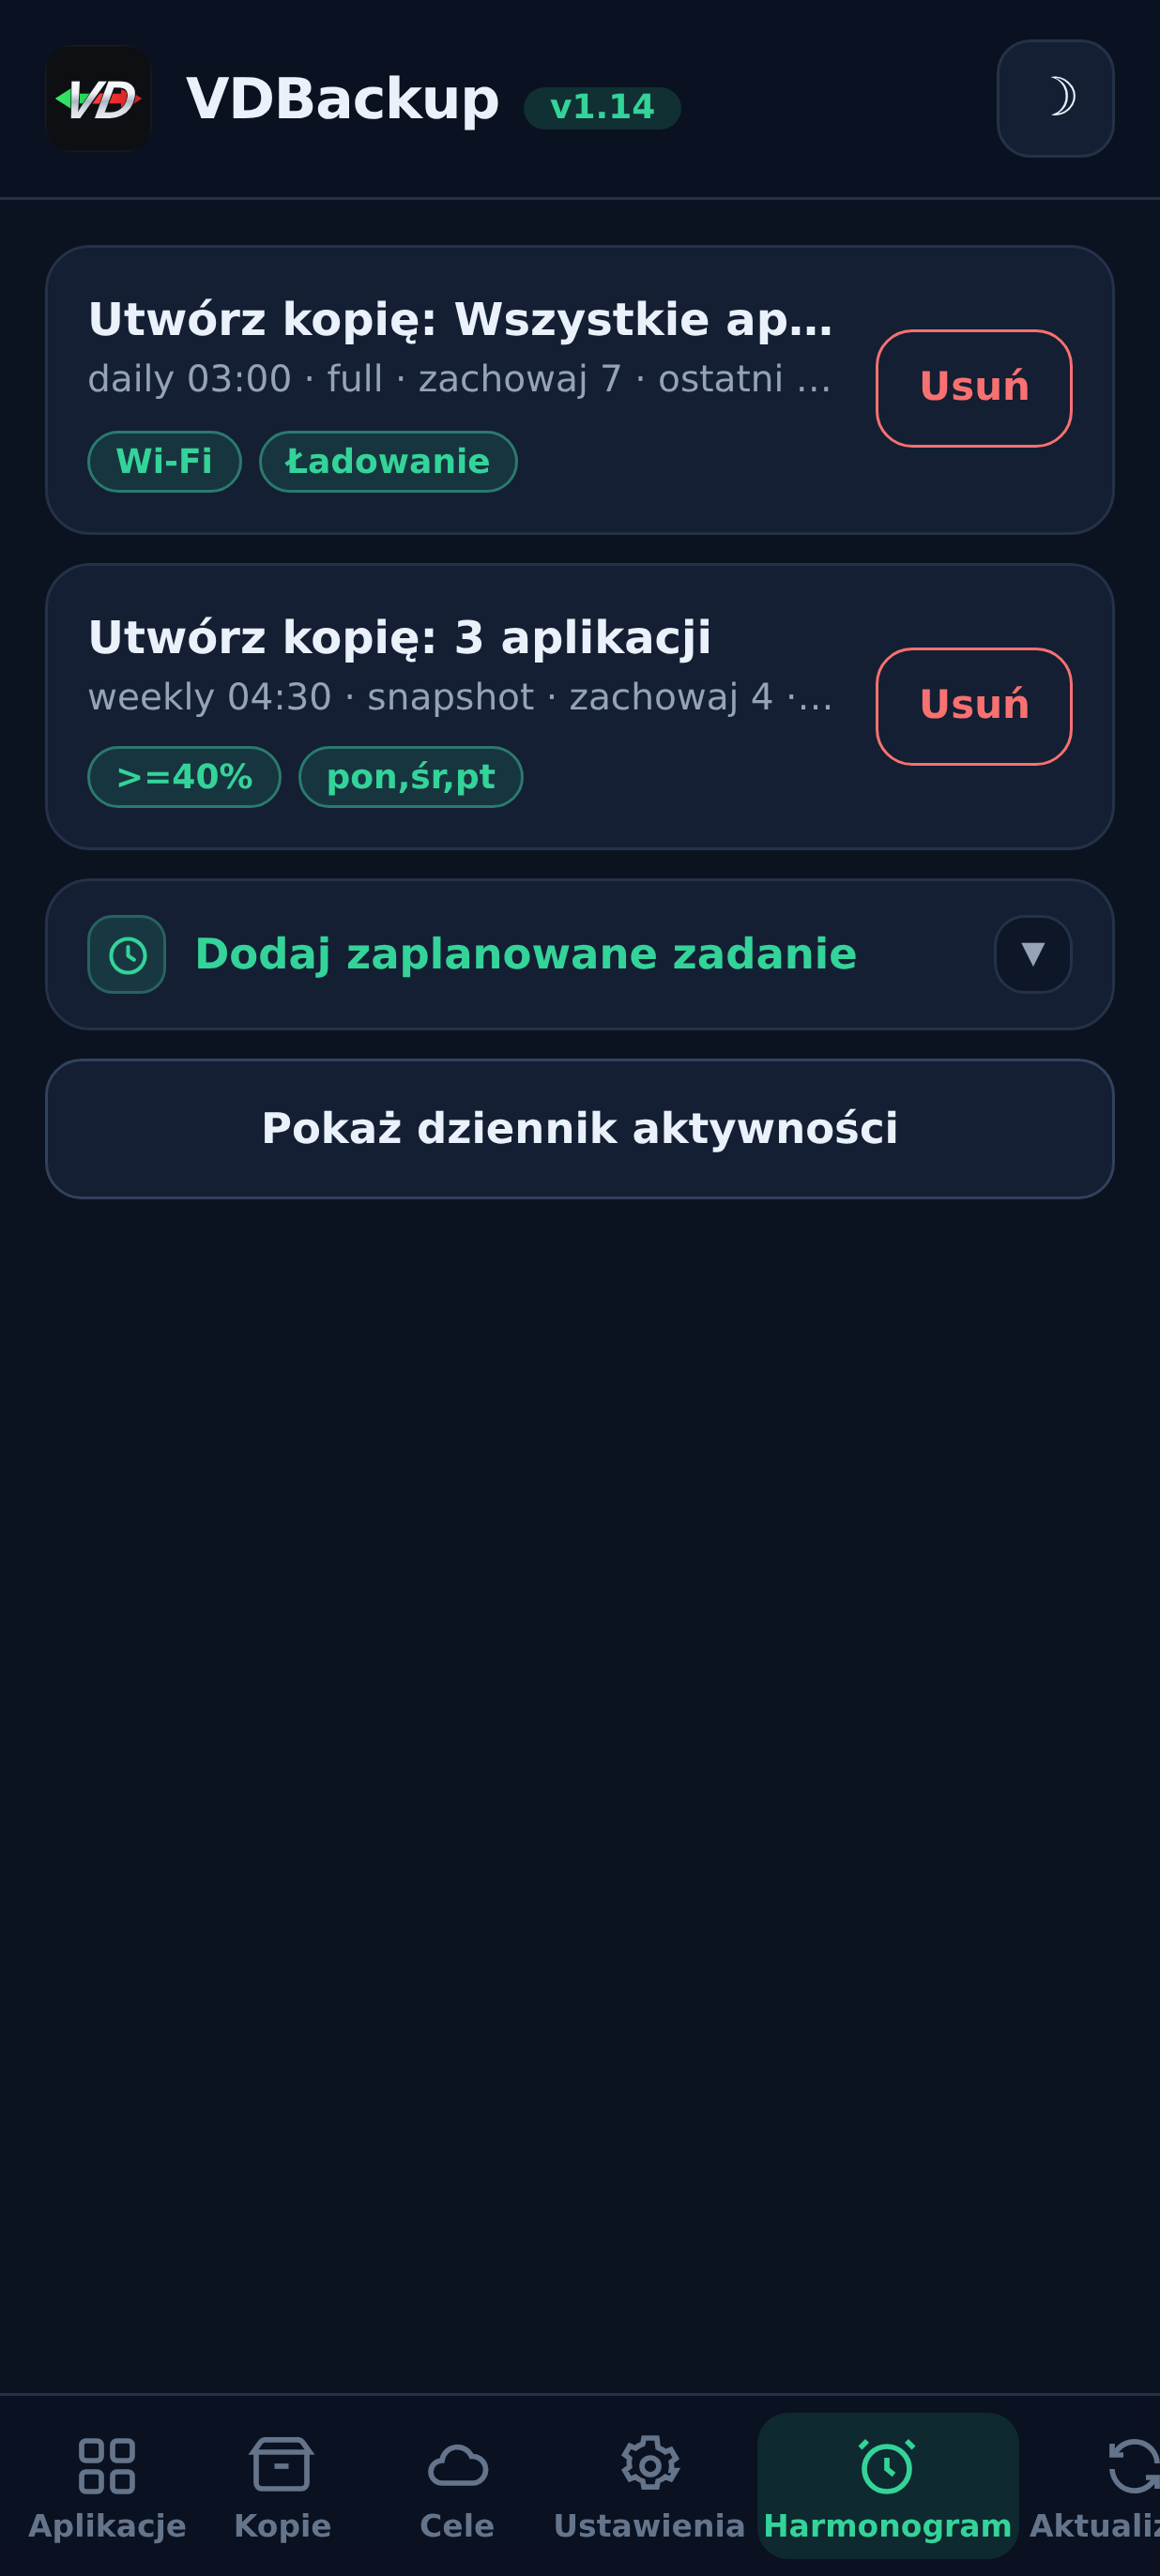 VD
VDBackup v1.14
Utwórz kopię: Wszystkie ap...
daily 03:00 · full · zachowaj 7 · ostatni ...
Usuń
Wi-Fi Ładowanie
Utwórz kopię: 3 aplikacji
weekly 04:30 · snapshot · zachowaj 4 ·...
Usuń
>=40% pon,śr,pt
Dodaj zaplanowane zadanie
Pokaż dziennik aktywności
Aplikacje Kopie Cele Ustawienia Harmonogram